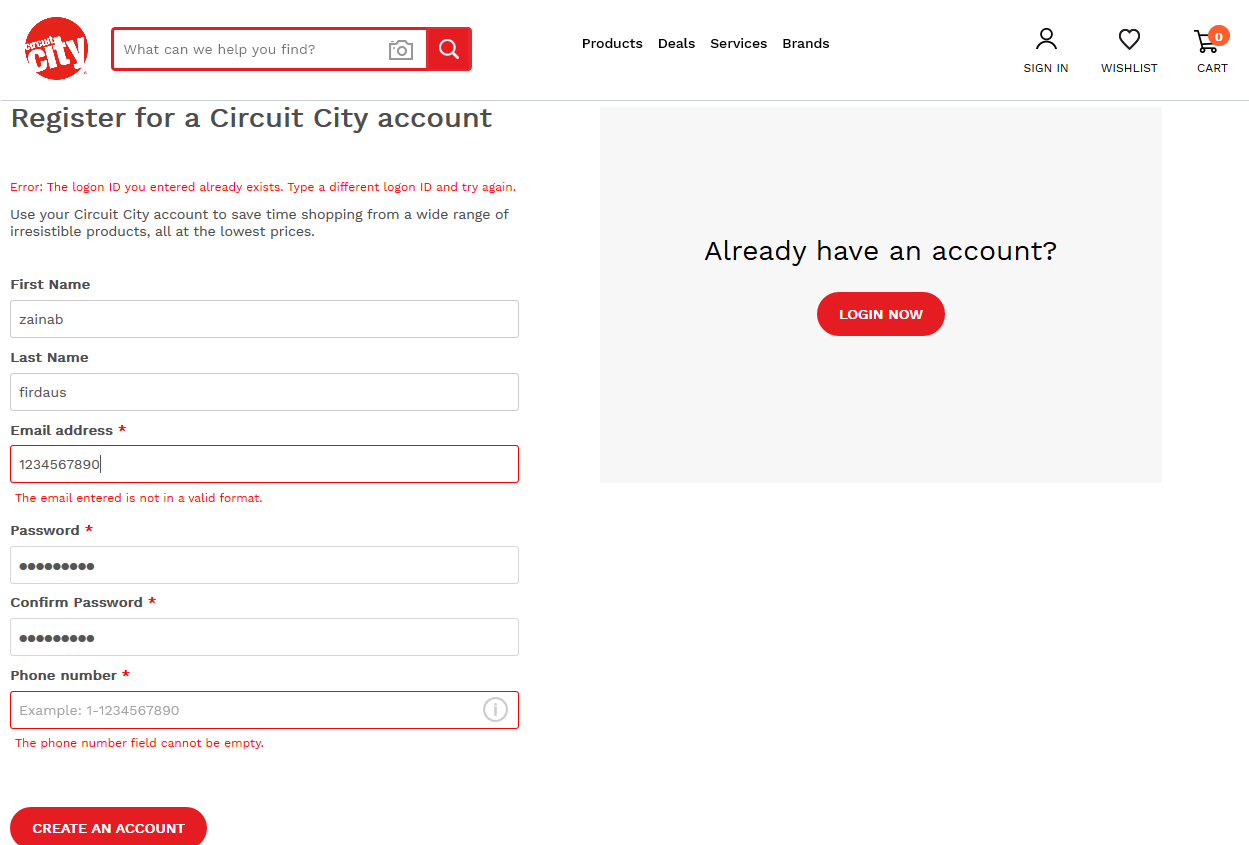 circuit city
What can we help you find?
Products Deals Services Brands
SIGN IN
WISHLIST
0
CART
Register for a Circuit City account
Error: The logon ID you entered already exists. Type a different logon ID and try again.
Use your Circuit City account to save time shopping from a wide range of
irresistible products, all at the lowest prices.
First Name
zainab
Last Name
firdaus
Email address *
1234567890
The email entered is not in a valid format.
Password *
●●●●●●●●●
Confirm Password *
●●●●●●●●●
Phone number *
Example: 1-1234567890
The phone number field cannot be empty.
CREATE AN ACCOUNT
Already have an account?
LOGIN NOW